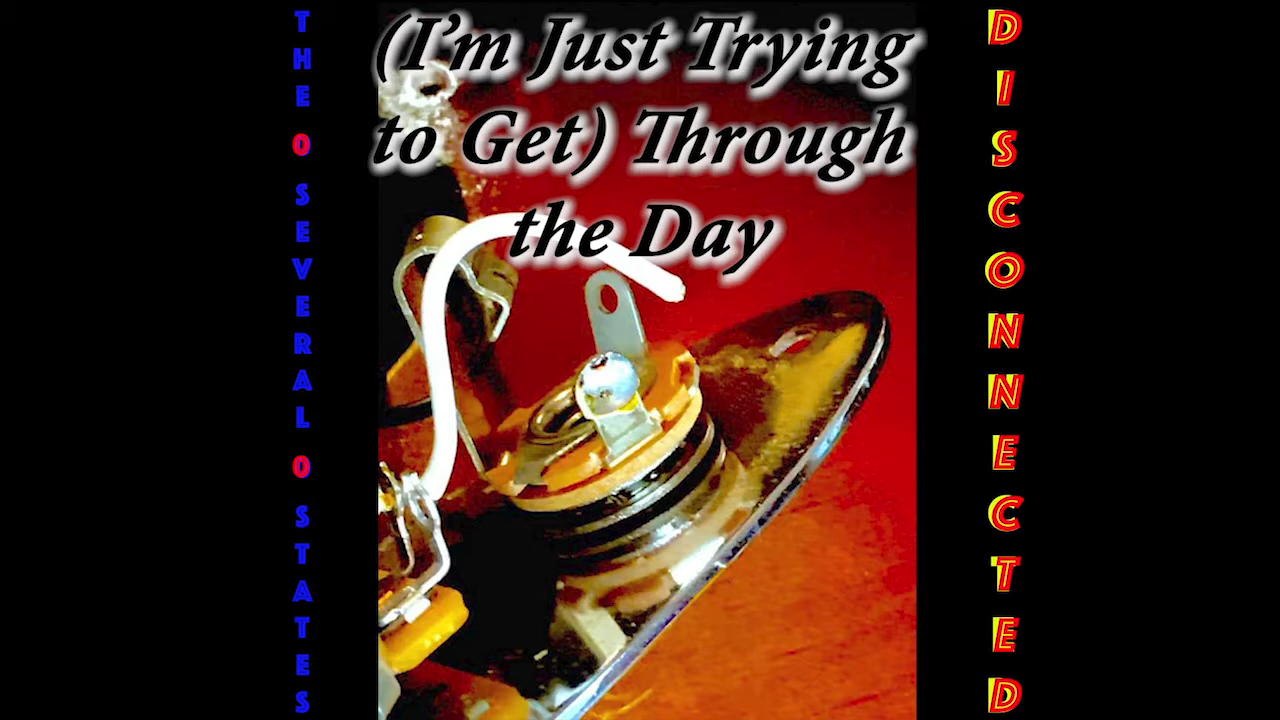 THE O SEVERAL O STATES
(I'm Just Trying
to Get) Through
the Day
DISCONNECTED